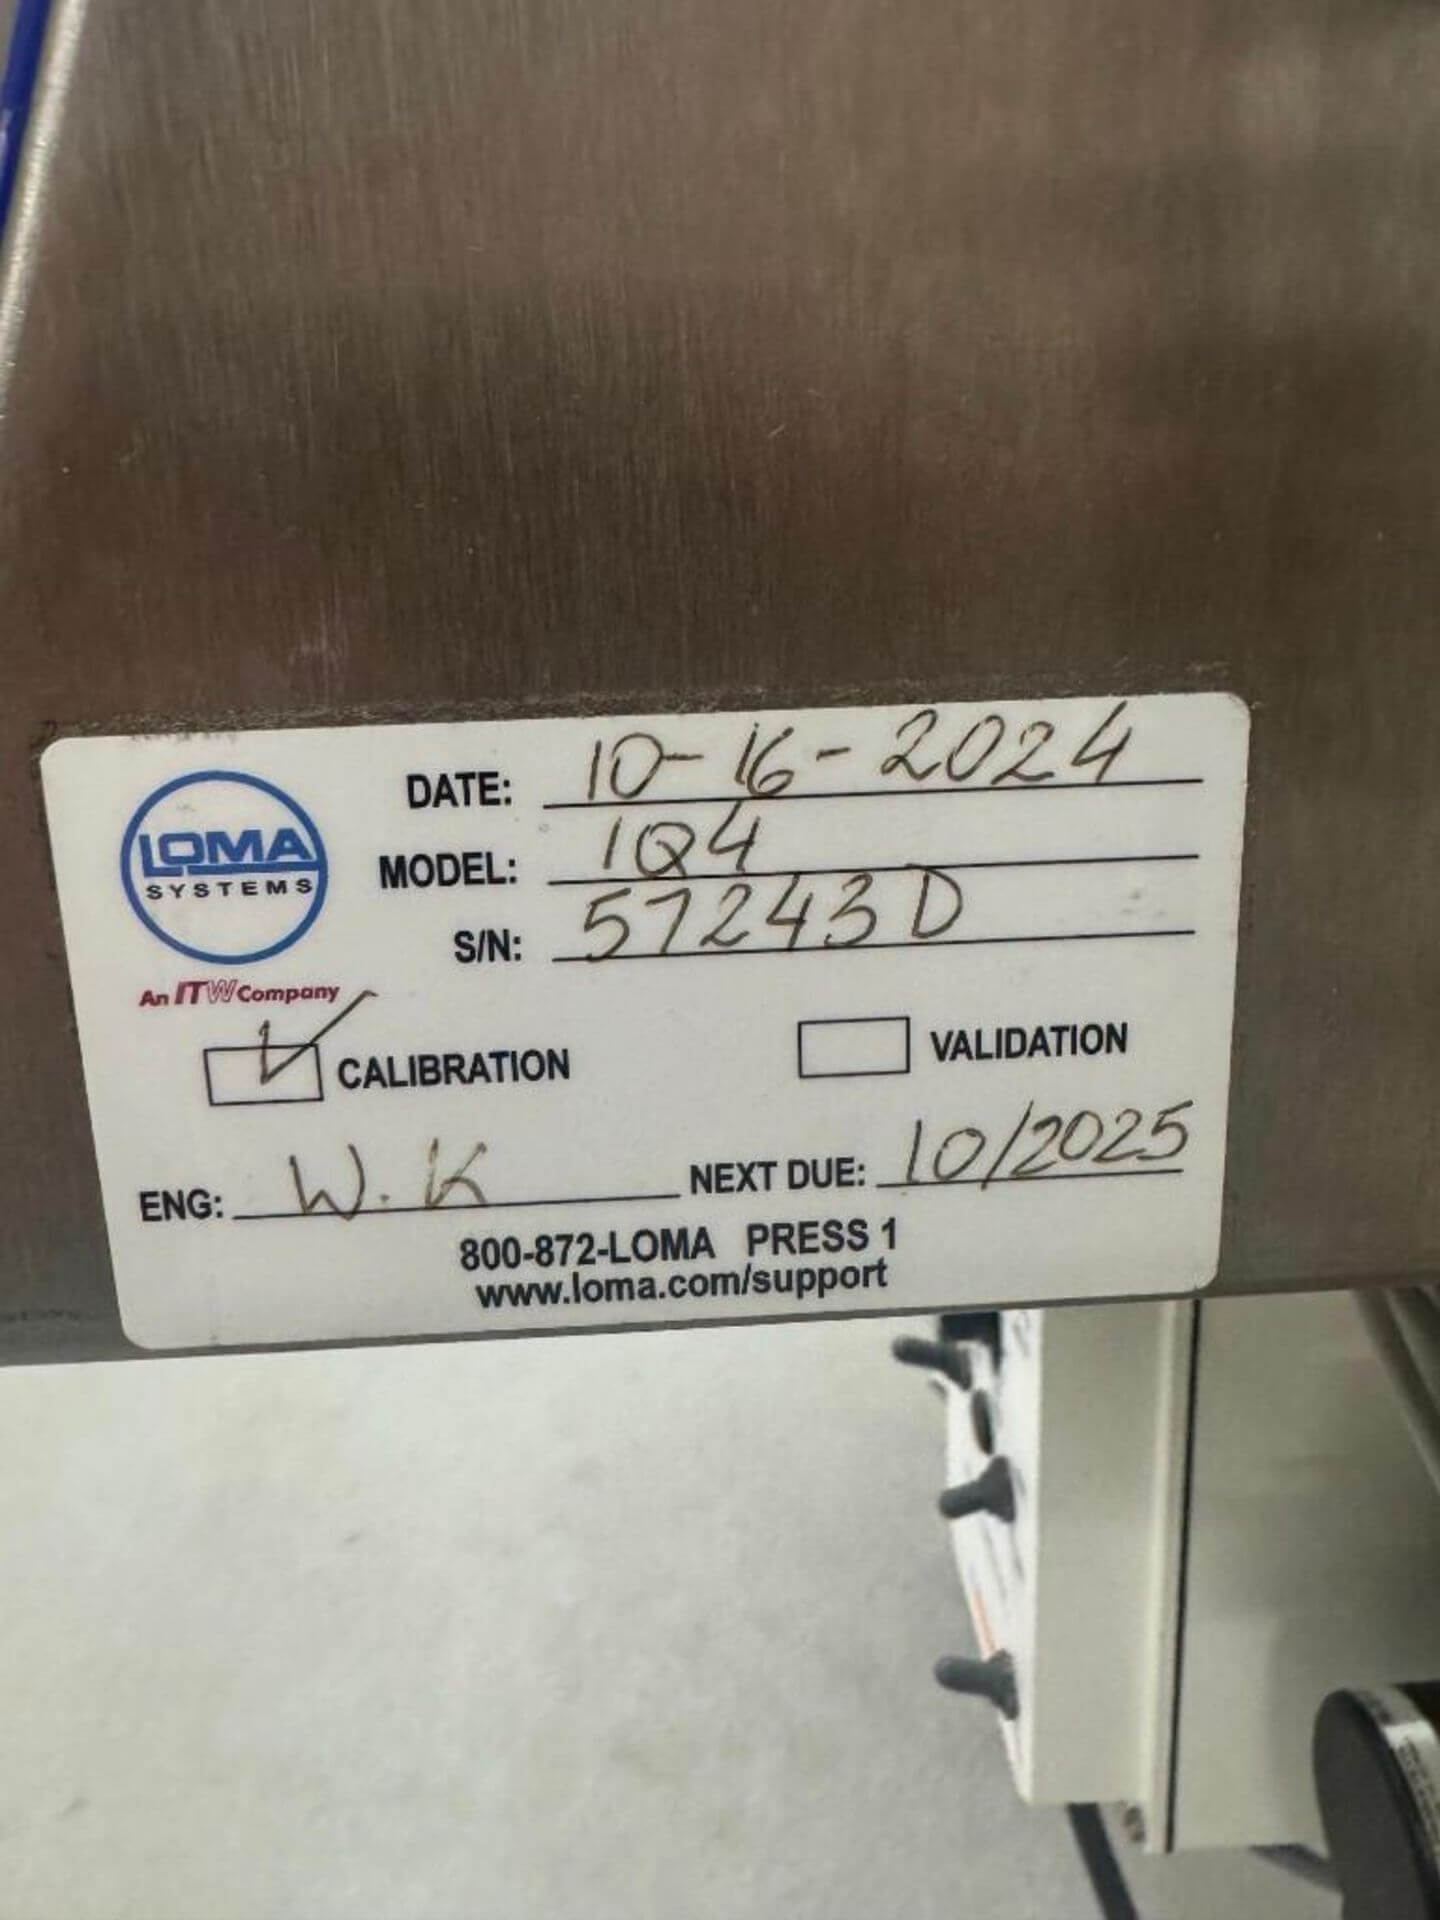 LOMA
SYSTEMS
An ITW Company
DATE: 10-16-2024
MODEL: IQ4
S/N: 57243D
CALIBRATION
VALIDATION
ENG: W.K
NEXT DUE: 10/2025
800-872-LOMA PRESS 1
www.loma.com/support